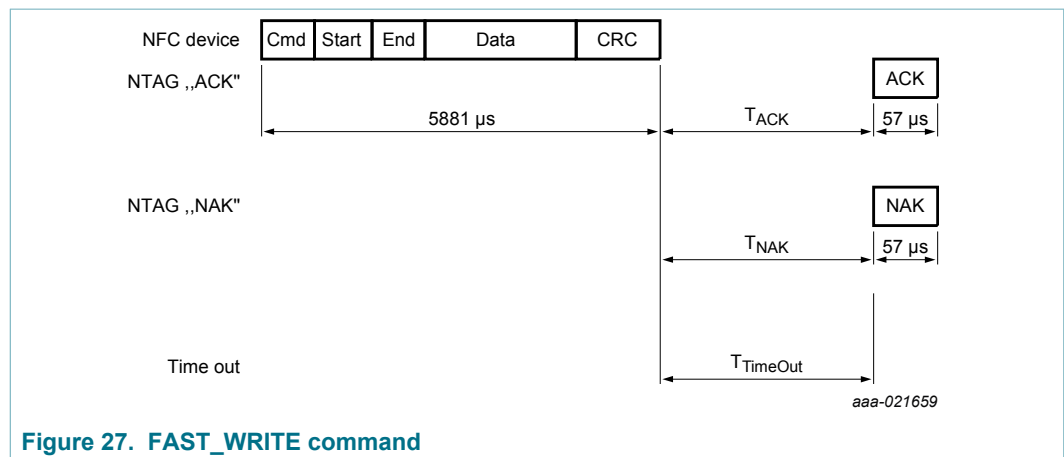 NFC device Cmd Start End Data CRC
NTAG ,,ACK" ACK
5881 µs TACK 57 µs
NTAG ,,NAK" NAK
TNAK 57 µs
Time out TTimeOut
aaa-021659
Figure 27. FAST_WRITE command